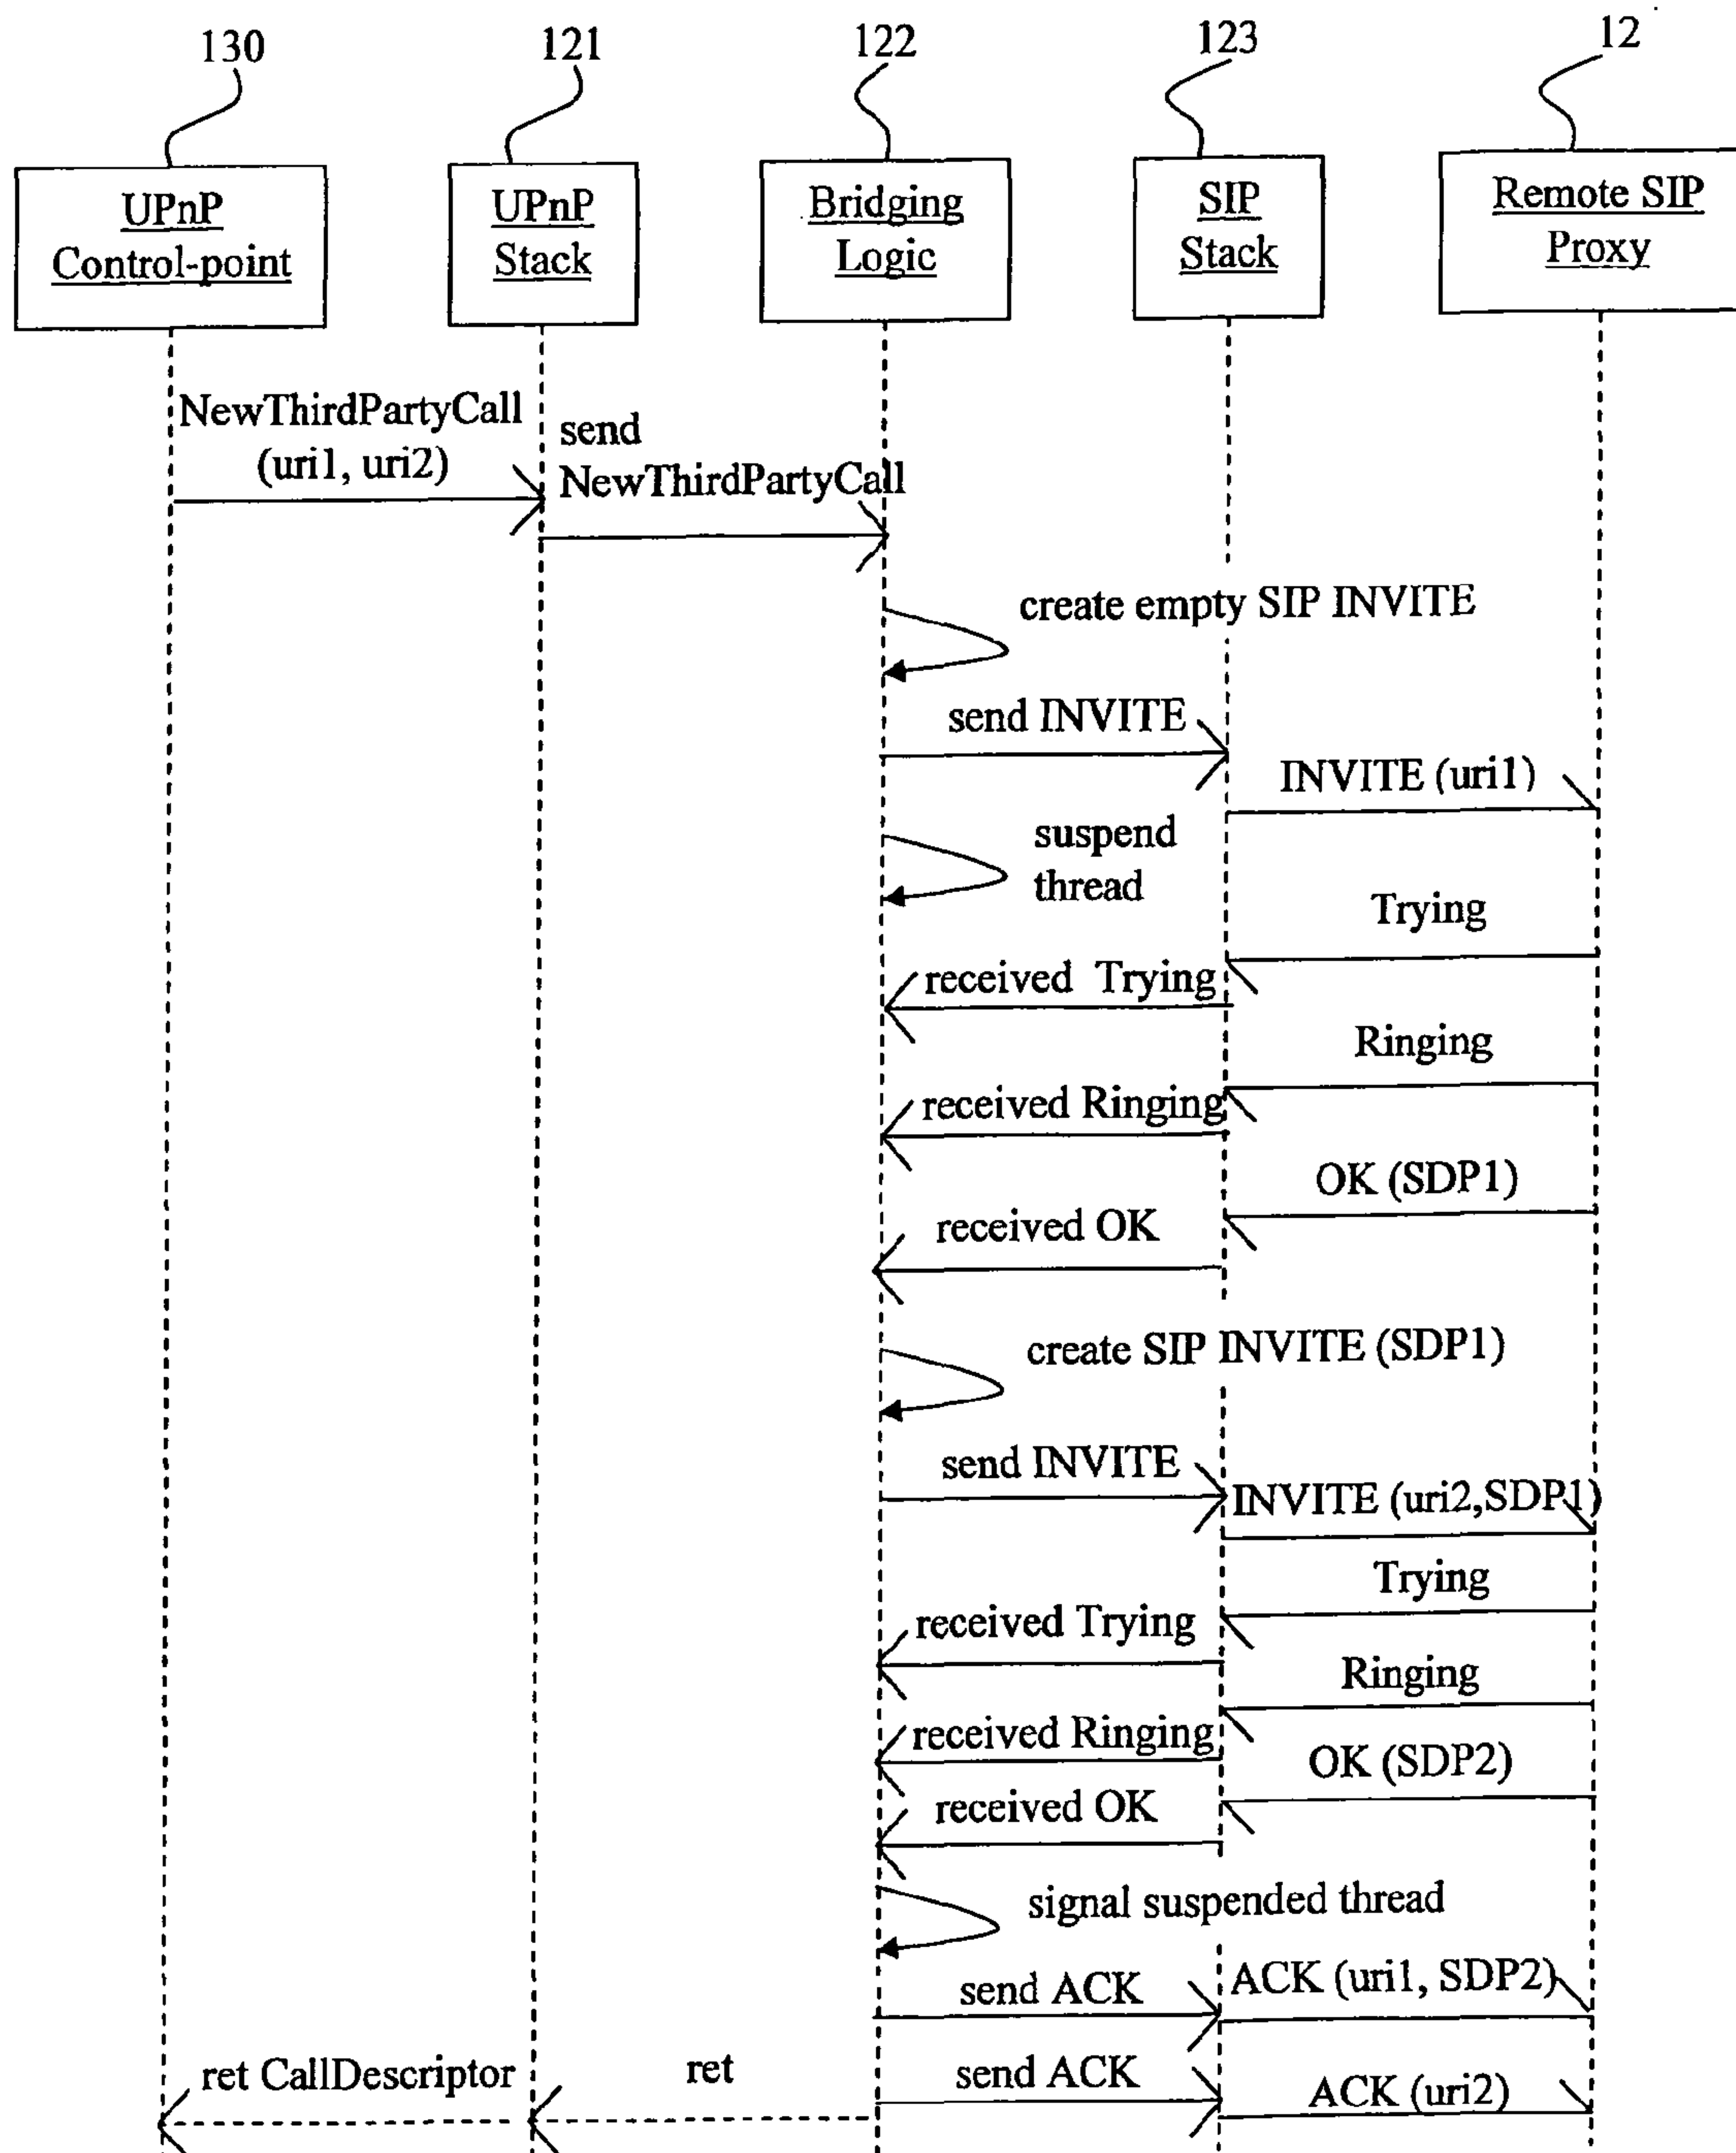 130
121
122
123
12
UPnP
Control-point
UPnP
Stack
Bridging
Logic
SIP
Stack
Remote SIP
Proxy
NewThirdPartyCall
(uri1, uri2)
send
NewThirdPartyCall
create empty SIP INVITE
send INVITE
INVITE (uri1)
suspend
thread
Trying
received Trying
Ringing
received Ringing
OK (SDP1)
received OK
create SIP INVITE (SDP1)
send INVITE
INVITE (uri2,SDP1)
Trying
received Trying
Ringing
received Ringing
OK (SDP2)
received OK
signal suspended thread
send ACK
ACK (uri1, SDP2)
ret CallDescriptor
ret
send ACK
ACK (uri2)